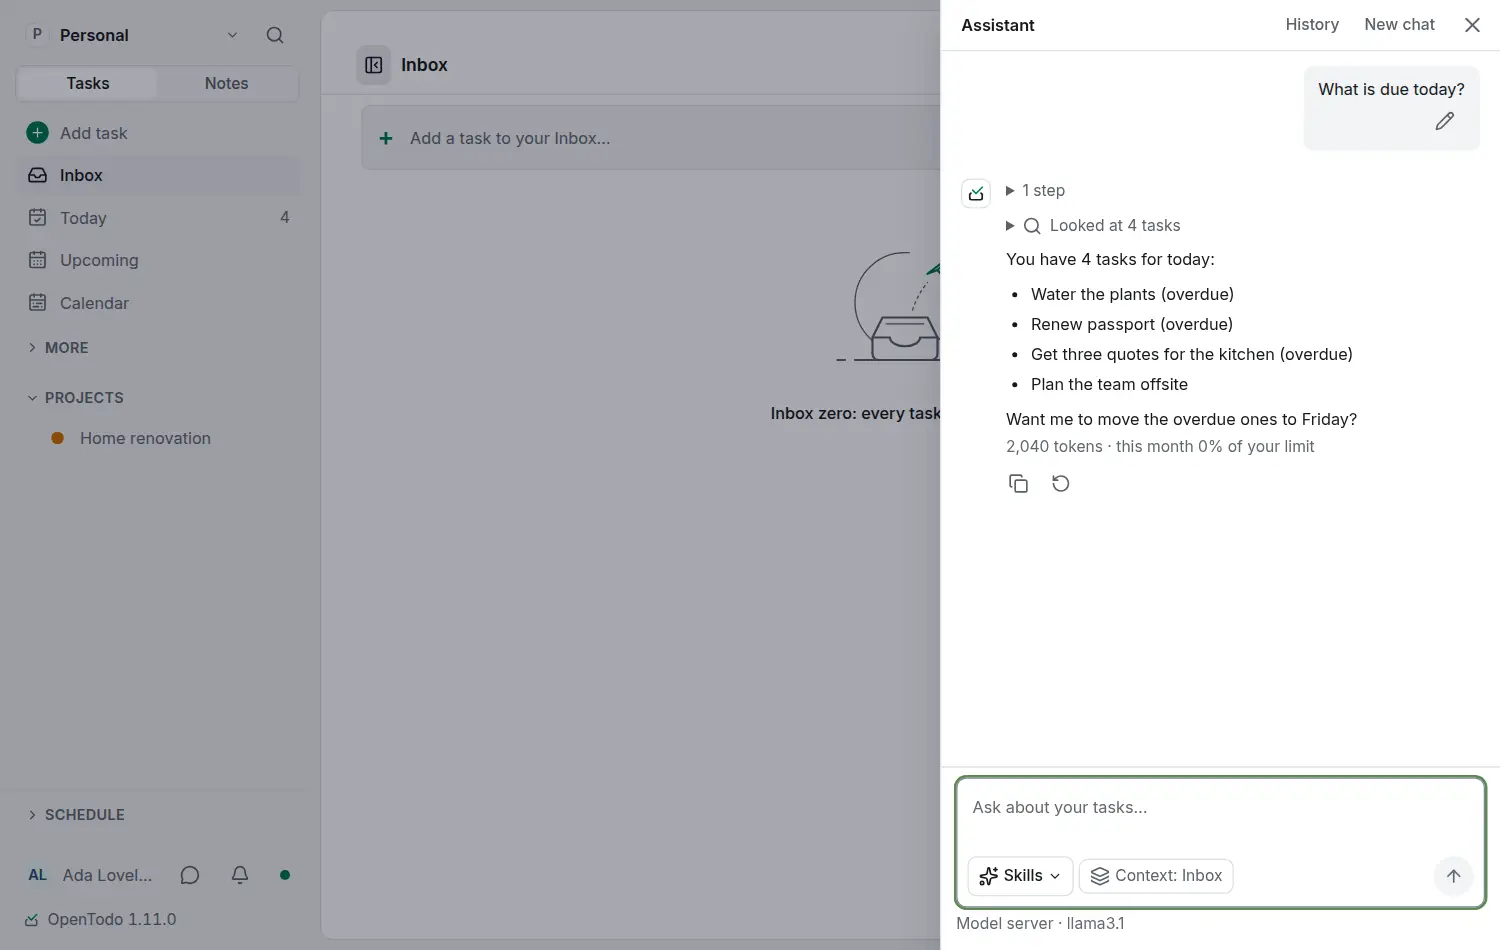 P Personal
Tasks Notes
Add task
Inbox
Today 4
Upcoming
Calendar
MORE
PROJECTS
Home renovation
SCHEDULE
AL Ada Lovel...
OpenTodo 1.11.0
Inbox
Add a task to your Inbox...
Inbox zero: every task
Assistant History New chat
What is due today?
1 step
Looked at 4 tasks
You have 4 tasks for today:
• Water the plants (overdue)
• Renew passport (overdue)
• Get three quotes for the kitchen (overdue)
• Plan the team offsite
Want me to move the overdue ones to Friday?
2,040 tokens · this month 0% of your limit
Ask about your tasks...
Skills Context: Inbox
Model server · llama3.1